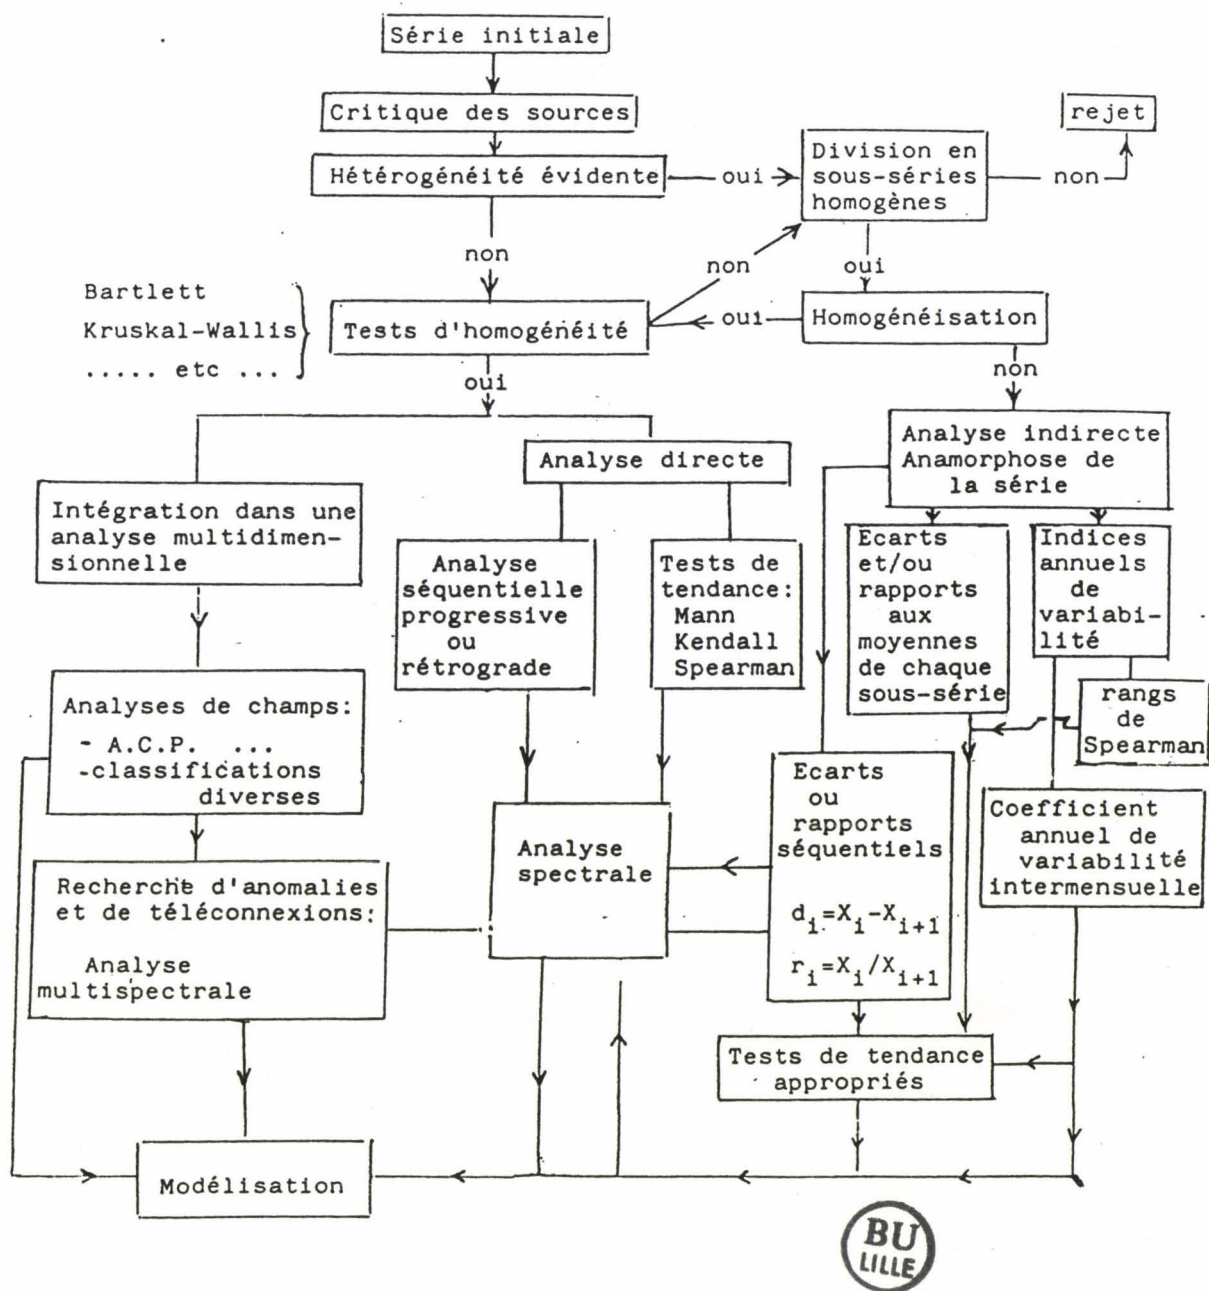 Série initiale
Critique des sources
rejet
Hétérogénéité évidente
oui
Division en
sous-séries
homogènes
non
non
non
oui
Bartlett
Kruskal-Wallis
..... etc ...
Tests d'homogénéité
oui
Homogénéisation
oui
non
Analyse directe
Analyse indirecte
Anamorphose de
la série
Intégration dans une
analyse multidimen-
sionnelle
Analyse
séquentielle
progressive
ou
rétrograde
Tests de
tendance:
Mann
Kendall
Spearman
Ecarts
et/ou
rapports
aux
moyennes
de chaque
sous-série
Indices
annuels
de
variabi-
lité
rangs
de
Spearman
Analyses de champs:
- A.C.P. ...
-classifications
diverses
Ecarts
ou
rapports
séquentiels
d_i=X_i-X_{i+1}
r_i=X_i/X_{i+1}
Coefficient
annuel de
variabilité
intermensuelle
Analyse
spectrale
Recherche d'anomalies
et de téléconnexions:
Analyse
multispectrale
Tests de tendance
appropriés
Modélisation
BU
LILLE